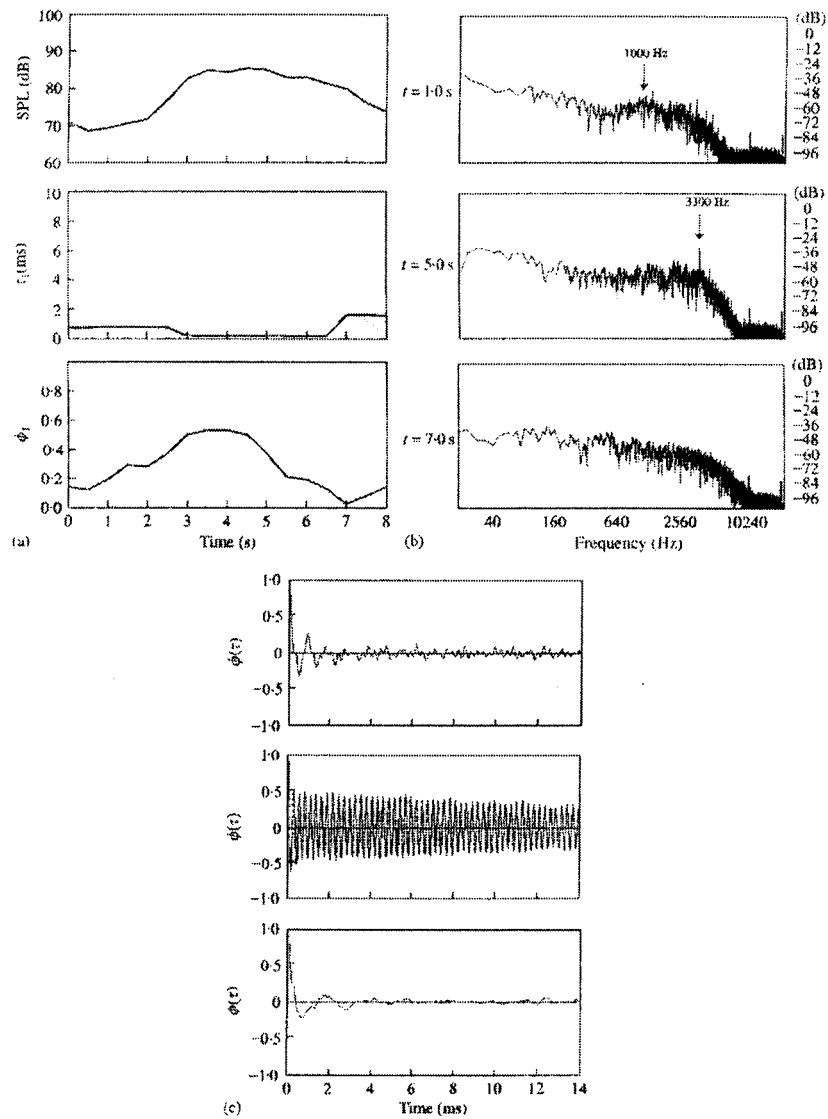 SPL (dB)
100
90
80
70
60
τ₁(ms)
10
8
6
4
2
0
ϕ₁
0·8
0·6
0·4
0·2
0·0
0 1 2 3 4 5 6 7 8
(a) Time (s)
(dB)
0
−12
−24
−36
−48
−60
−72
−84
−96
t = 1·0 s
1000 Hz
(dB)
0
−12
−24
−36
−48
−60
−72
−84
−96
t = 5·0 s
3300 Hz
(dB)
0
−12
−24
−36
−48
−60
−72
−84
−96
t = 7·0 s
40 160 640 2560 10240
(b) Frequency (Hz)
ϕ(τ)
1·0
0·5
0
−0·5
−1·0
ϕ(τ)
1·0
0·5
0
−0·5
−1·0
ϕ(τ)
1·0
0·5
0
−0·5
−1·0
0 2 4 6 8 10 12 14
(c) Time (ms)